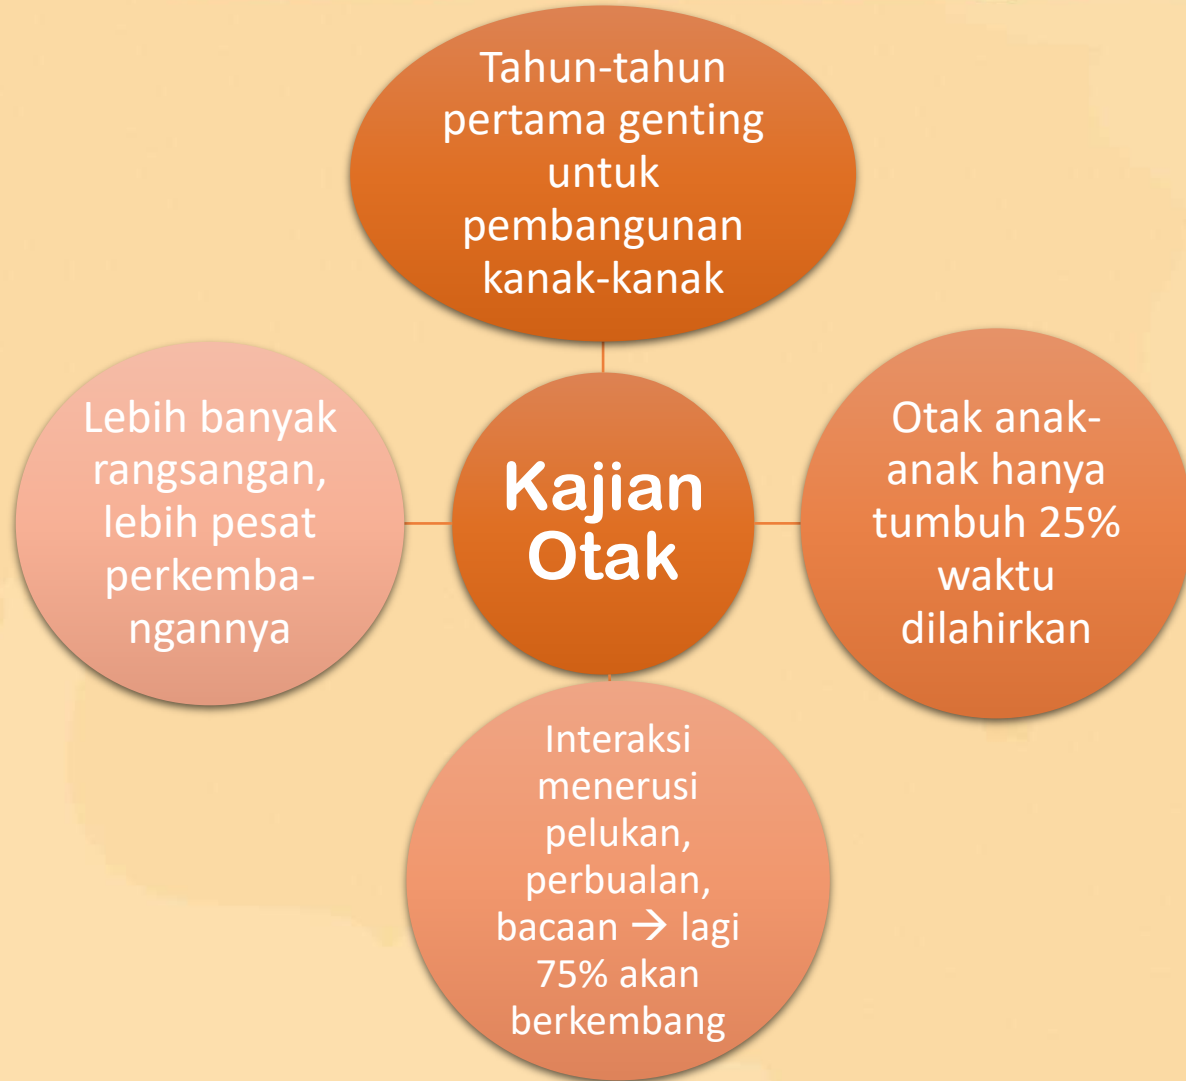 Tahun-tahun
pertama genting
untuk
pembangunan
kanak-kanak
Lebih banyak
rangsangan,
lebih pesat
perkemba-
ngannya
Kajian
Otak
Otak anak-
anak hanya
tumbuh 25%
waktu
dilahirkan
Interaksi
menerusi
pelukan,
perbualan,
bacaan → lagi
75% akan
berkembang